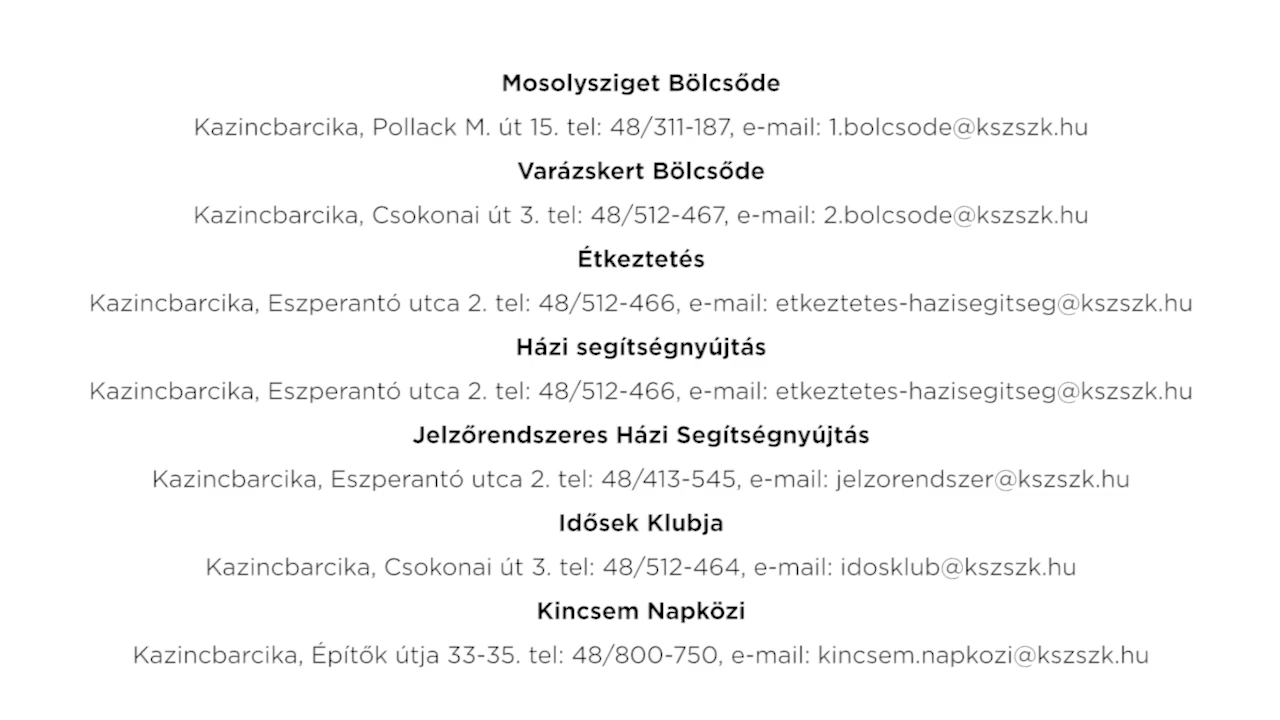 Mosolysziget Bölcsőde
Kazincbarcika, Pollack M. út 15. tel: 48/311-187, e-mail: 1.bolcsode@kszszk.hu
Varázskert Bölcsőde
Kazincbarcika, Csokonai út 3. tel: 48/512-467, e-mail: 2.bolcsode@kszszk.hu
Étkeztetés
Kazincbarcika, Eszperantó utca 2. tel: 48/512-466, e-mail: etkeztetes-hazisegitseg@kszszk.hu
Házi segítségnyújtás
Kazincbarcika, Eszperantó utca 2. tel: 48/512-466, e-mail: etkeztetes-hazisegitseg@kszszk.hu
Jelzőrendszeres Házi Segítségnyújtás
Kazincbarcika, Eszperantó utca 2. tel: 48/413-545, e-mail: jelzorendszer@kszszk.hu
Idősek Klubja
Kazincbarcika, Csokonai út 3. tel: 48/512-464, e-mail: idosklub@kszszk.hu
Kincsem Napközi
Kazincbarcika, Építők útja 33-35. tel: 48/800-750, e-mail: kincsem.napkozi@kszszk.hu